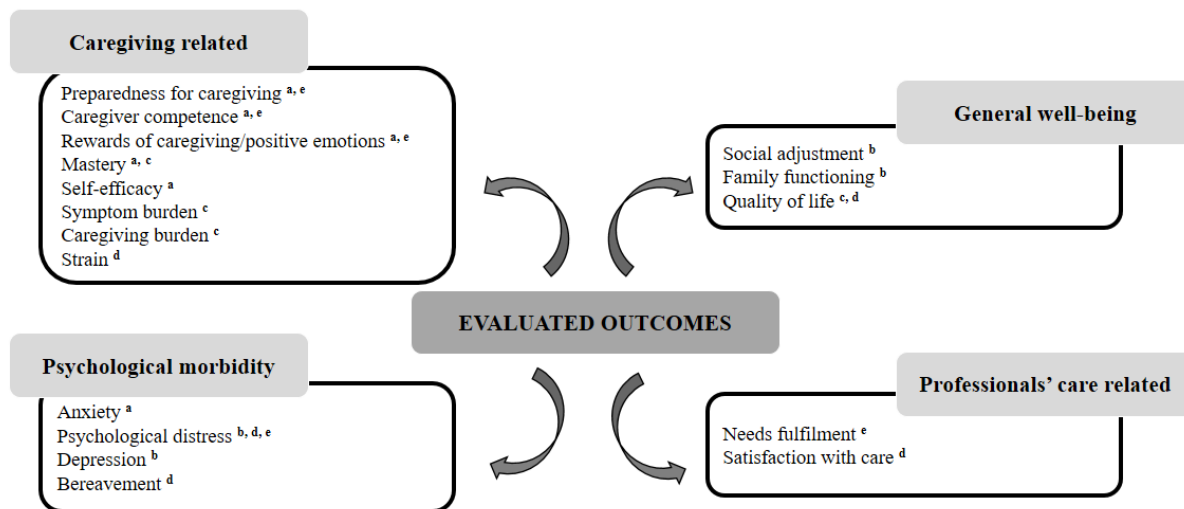 Caregiving related
Preparedness for caregiving a, e
Caregiver competence a, e
Rewards of caregiving/positive emotions a, e
Mastery a, c
Self-efficacy a
Symptom burden c
Caregiving burden c
Strain d
General well-being
Social adjustment b
Family functioning b
Quality of life c, d
EVALUATED OUTCOMES
Psychological morbidity
Anxiety a
Psychological distress b, d, e
Depression b
Bereavement d
Professionals’ care related
Needs fulfilment e
Satisfaction with care d